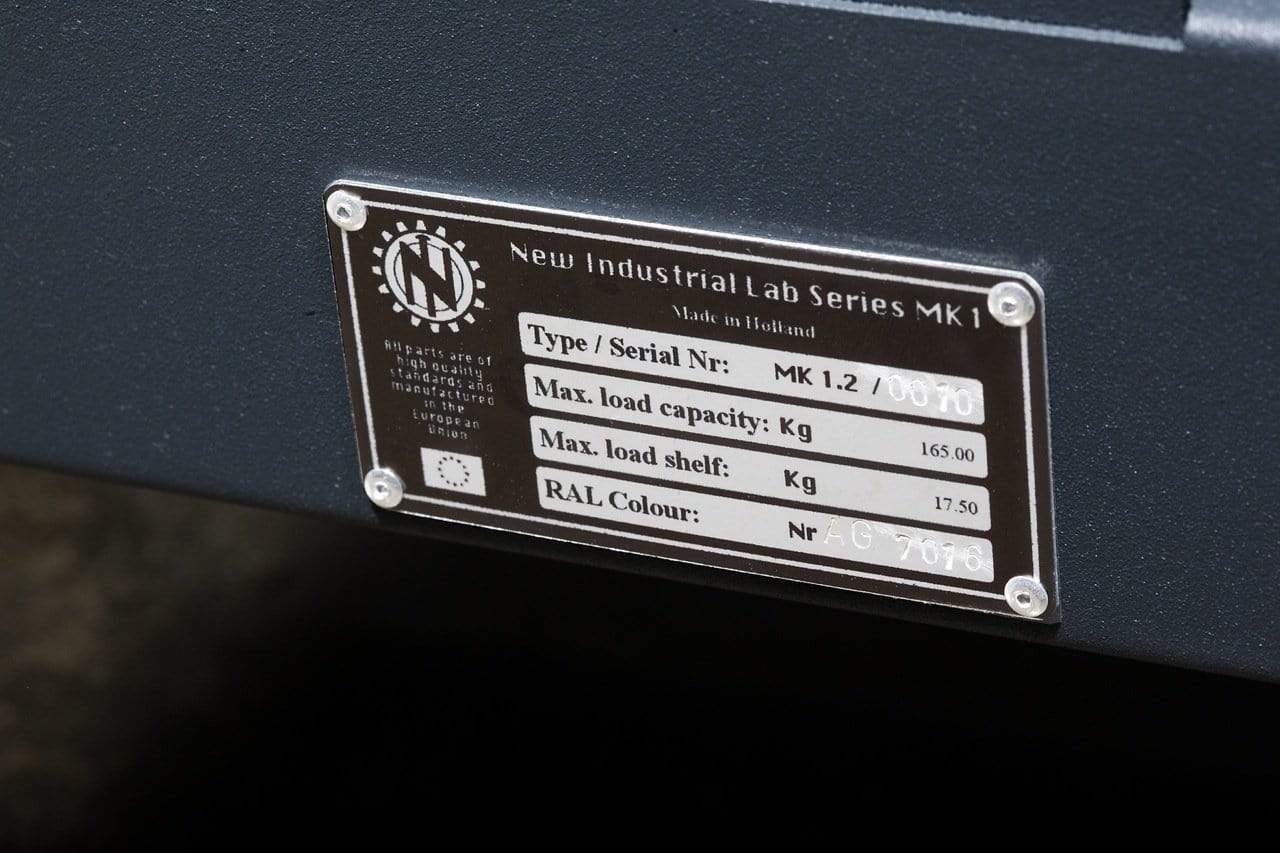 N
New Industrial Lab Series MK 1
Made in Holland
All parts are of
high quality
standards and
manufactured
in the
European
Union
Type / Serial Nr: MK 1.2 / 0010
Max. load capacity: Kg 165.00
Max. load shelf: Kg 17.50
RAL Colour: Nr AG 7016